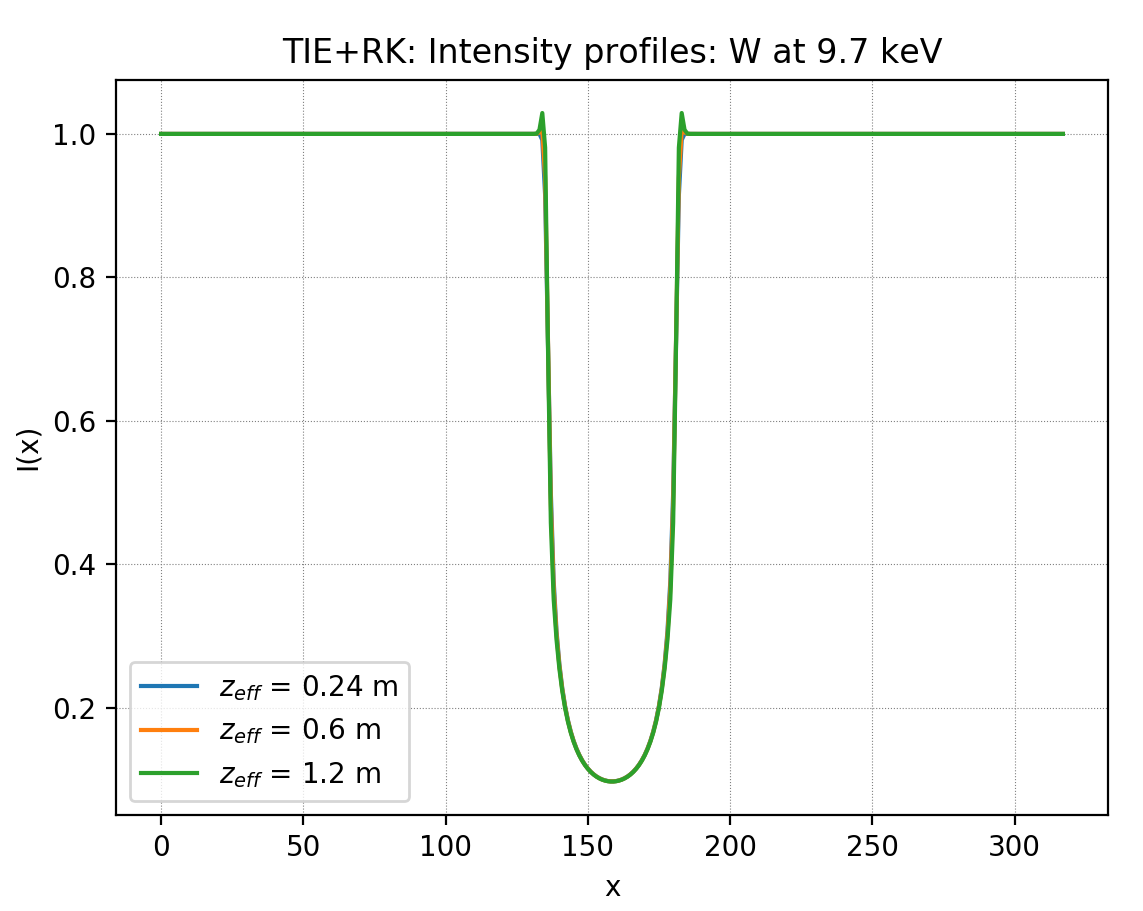 TIE+RK: Intensity profiles: W at 9.7 keV
I(x)
1.0
0.8
0.6
0.4
0.2
z_eff = 0.24 m
z_eff = 0.6 m
z_eff = 1.2 m
0 50 100 150 200 250 300
x